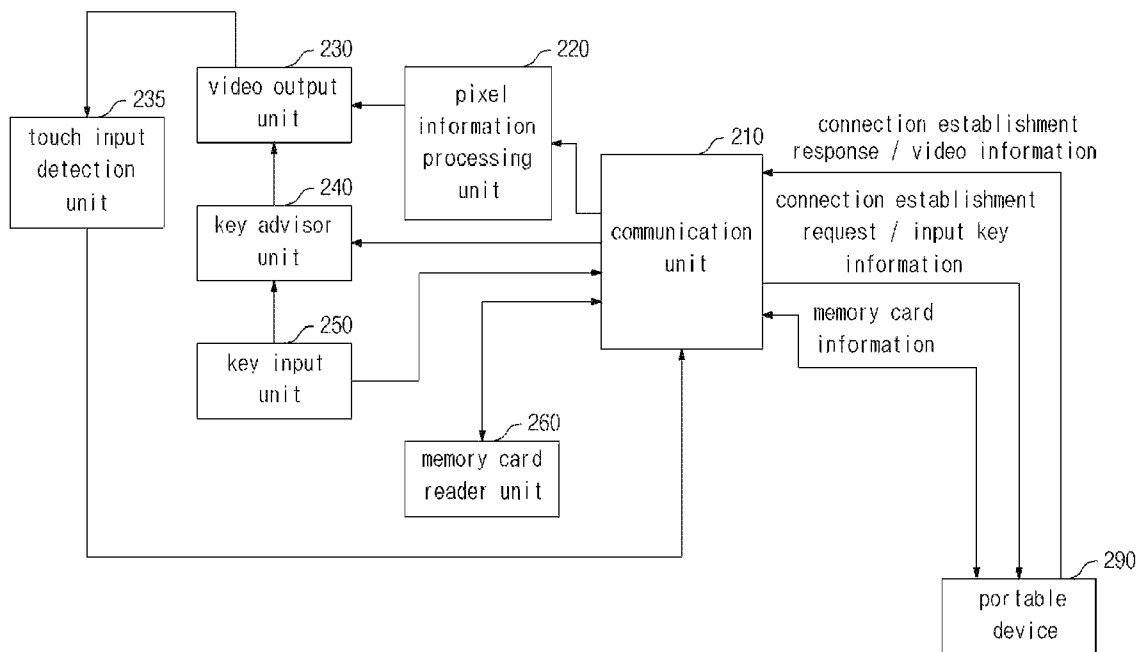 230
video output
unit
220
pixel
information
processing
unit
235
touch input
detection
unit
210
communication
unit
connection establishment
response / video information
240
key advisor
unit
connection establishment
request / input key
information
250
key input
unit
memory card
information
260
memory card
reader unit
290
portable
device